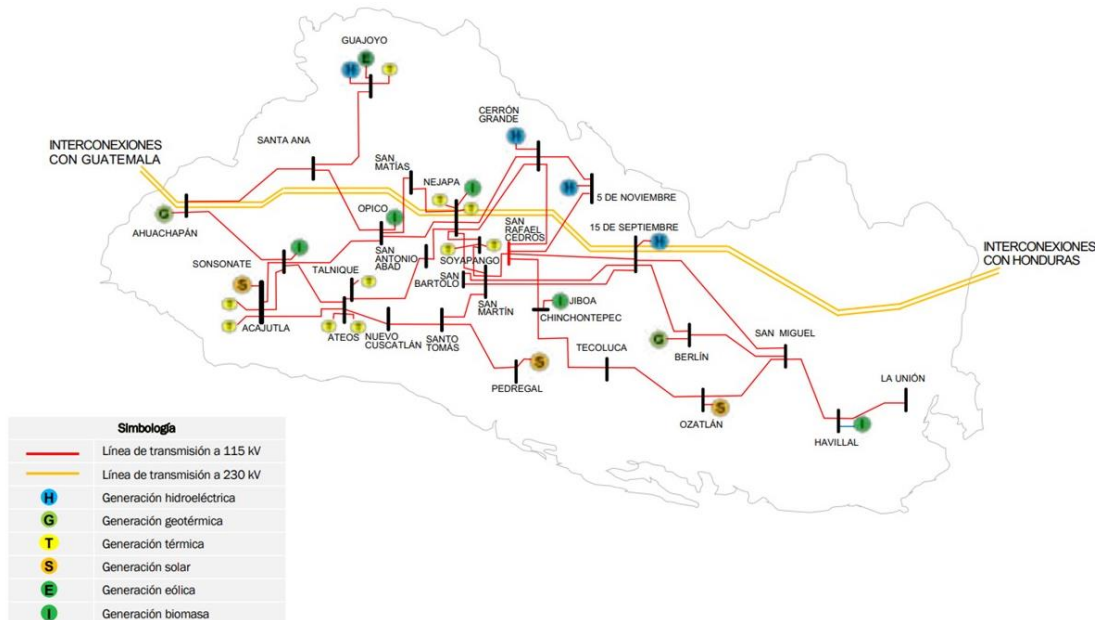 GUAJOYO
H
E
T
CERRÓN
GRANDE
H
INTERCONEXIONES
CON GUATEMALA
SANTA ANA
SAN
MATÍAS
NEJAPA
I
T
T
H
5 DE NOVIEMBRE
G
AHUACHAPÁN
OPICO
I
SAN
RAFAEL
CEDROS
15 DE SEPTIEMBRE
H
INTERCONEXIONES
CON HONDURAS
SONSONATE
I
SAN
ANTONIO
ABAD
T
T
SOYAPANGO
S
TALNIQUE
T
SAN
BARTOLO
SAN
MARTÍN
I
JIBOA
CHINCHONTEPEC
T
T
ACAJUTLA
T
T
ATEOS
NUEVO
CUSCATLÁN
SANTO
TOMÁS
G
BERLÍN
SAN MIGUEL
S
PEDREGAL
TECOLUCA
LA UNIÓN
S
OZATLÁN
I
HAVILLAL
Simbología
Línea de transmisión a 115 kV
Línea de transmisión a 230 kV
H Generación hidroeléctrica
G Generación geotérmica
T Generación térmica
S Generación solar
E Generación eólica
I Generación biomasa